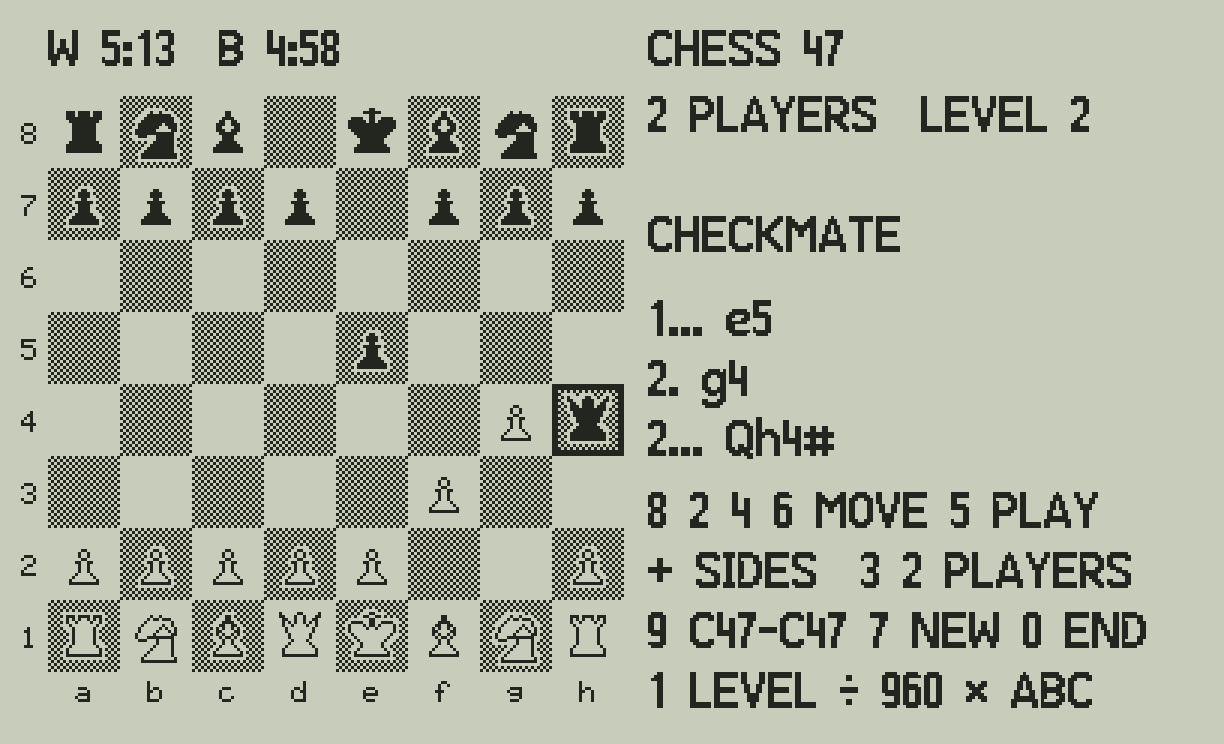 W 5:13 B 4:58
CHESS 47
2 PLAYERS LEVEL 2
CHECKMATE
1... e5
2. g4
2... Qh4#
8 2 4 6 MOVE 5 PLAY
+ SIDES 3 2 PLAYERS
9 C47-C47 7 NEW 0 END
1 LEVEL ÷ 960 × ABC
8
7
6
5
4
3
2
1
a b c d e f g h